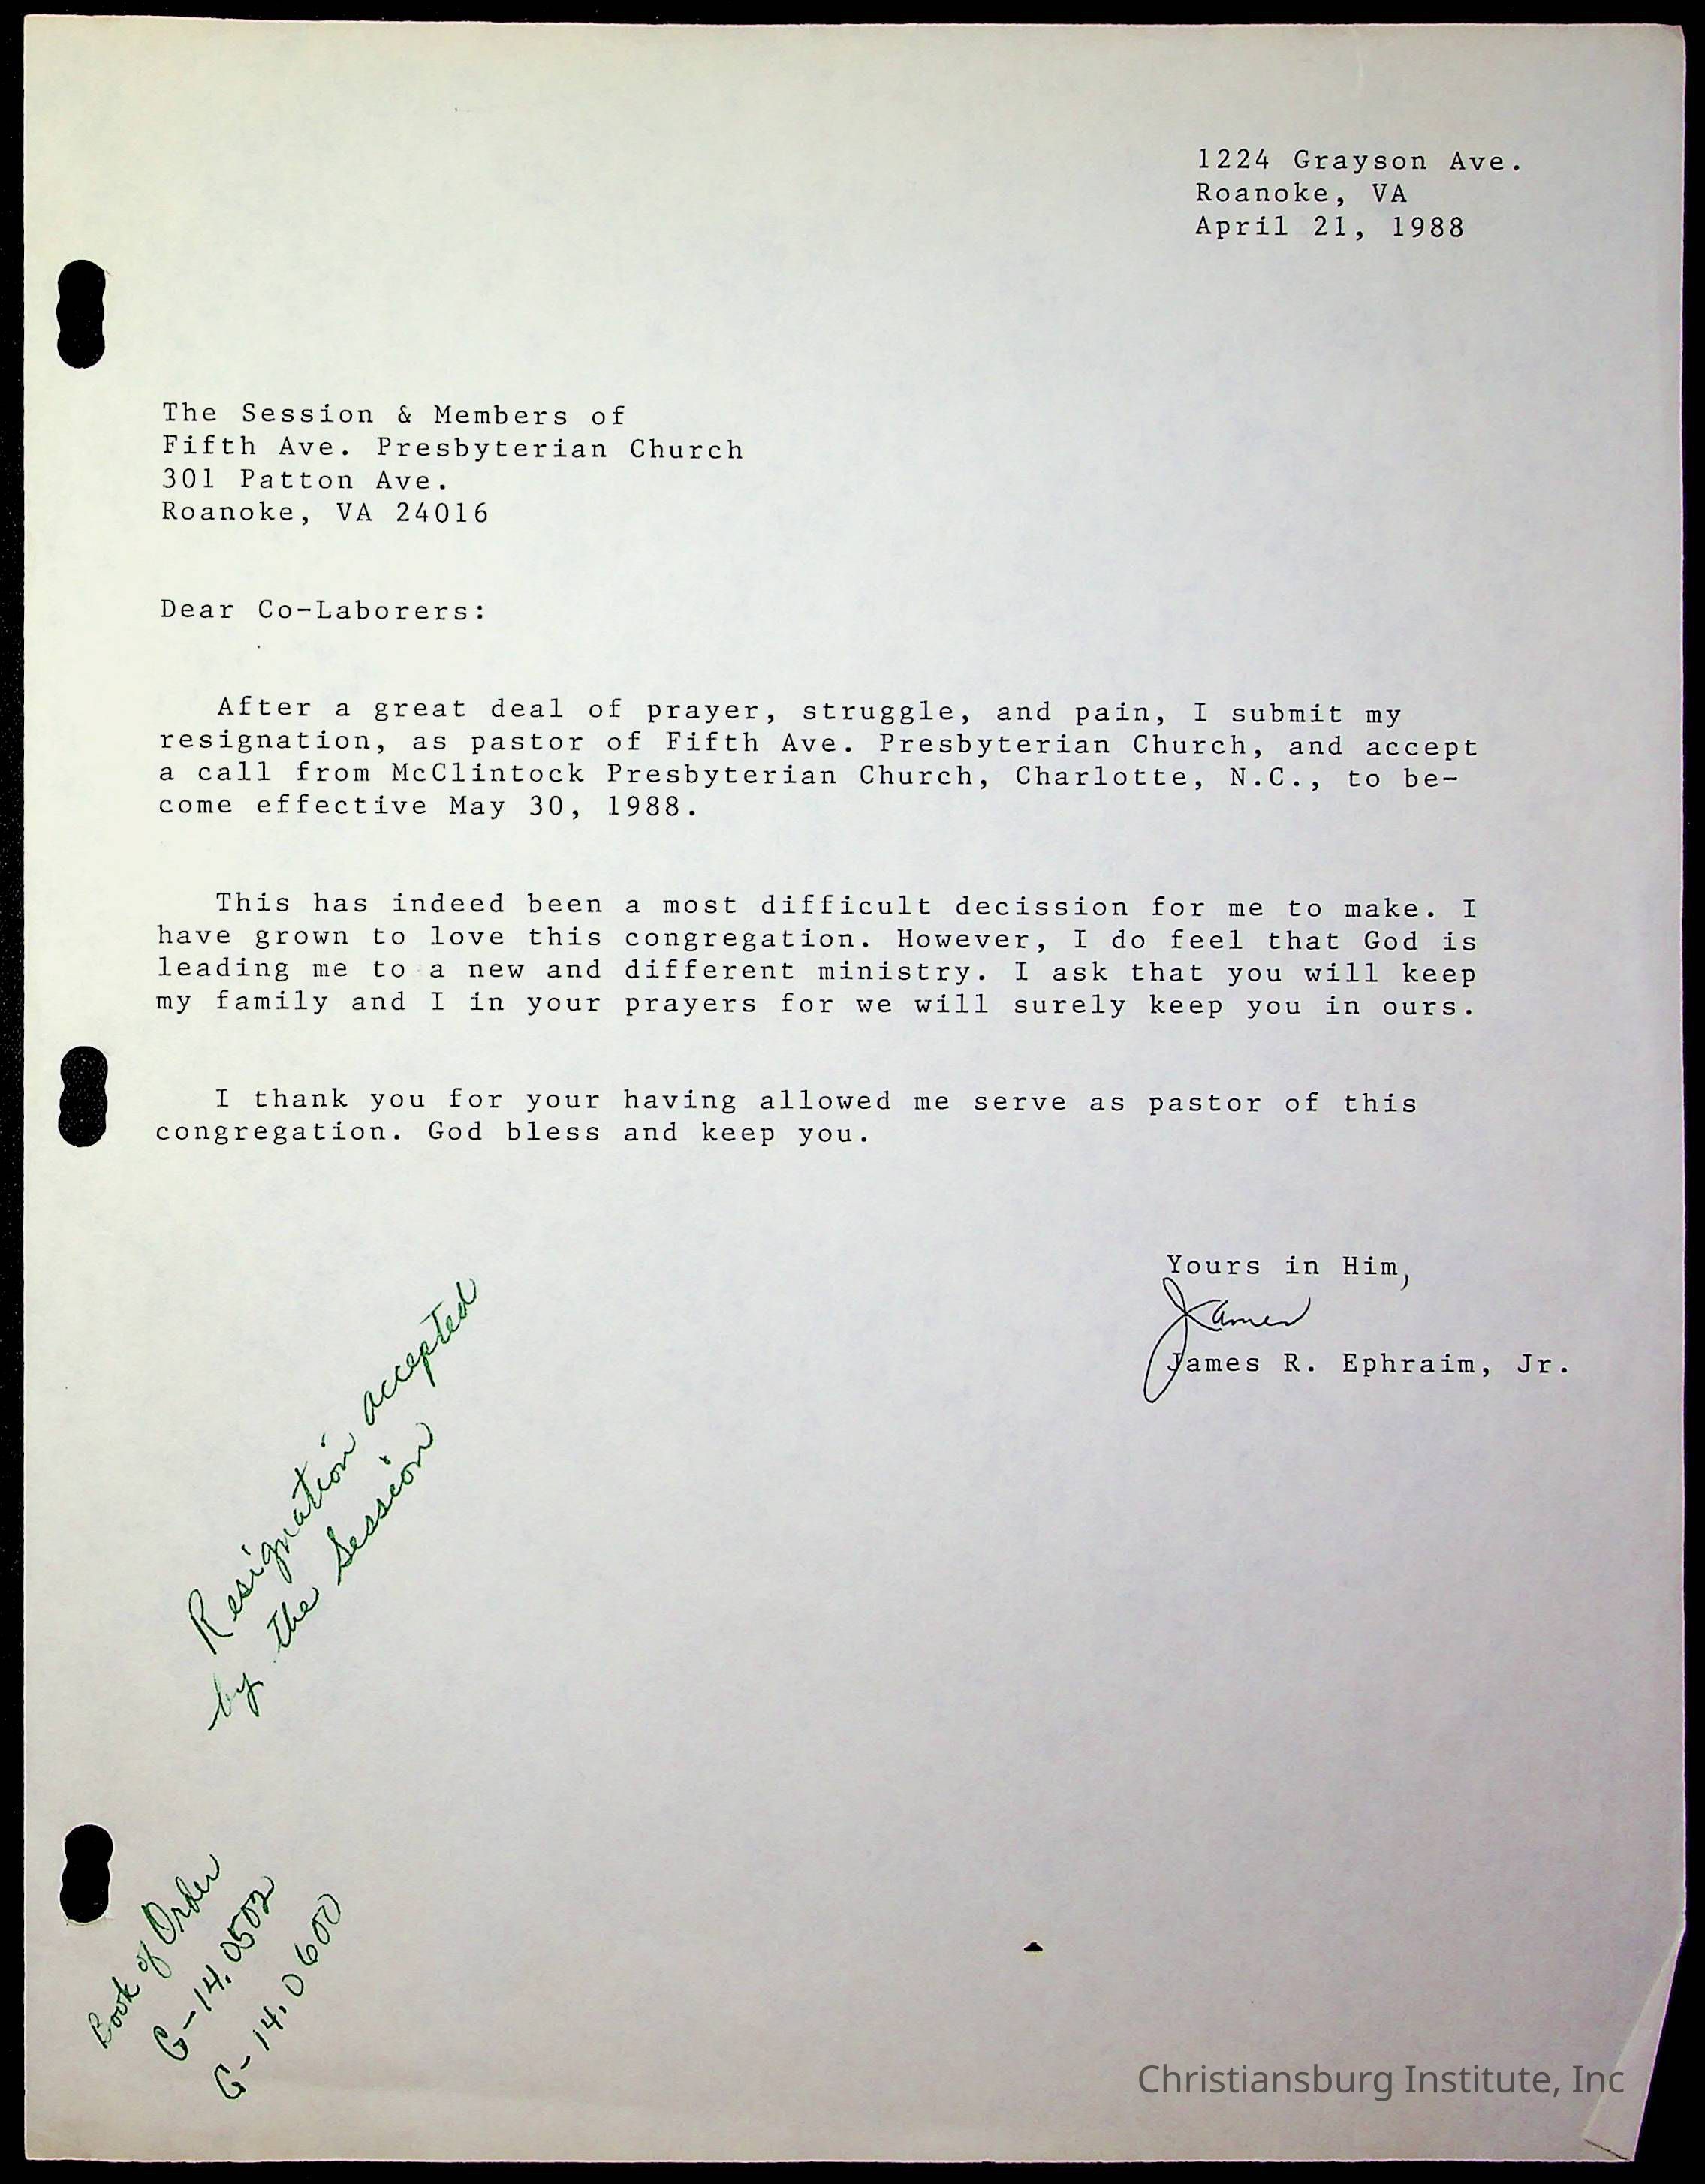 1224 Grayson Ave.
Roanoke, VA
April 21, 1988
The Session & Members of
Fifth Ave. Presbyterian Church
301 Patton Ave.
Roanoke, VA 24016
Dear Co-Laborers:
After a great deal of prayer, struggle, and pain, I submit my
resignation, as pastor of Fifth Ave. Presbyterian Church, and accept
a call from McClintock Presbyterian Church, Charlotte, N.C., to be-
come effective May 30, 1988.
This has indeed been a most difficult decission for me to make. I
have grown to love this congregation. However, I do feel that God is
leading me to a new and different ministry. I ask that you will keep
my family and I in your prayers for we will surely keep you in ours.
I thank you for your having allowed me serve as pastor of this
congregation. God bless and keep you.
Yours in Him,
James
James R. Ephraim, Jr.
Resignation accepted
by the Session
Book of Order
G-14.0502
G-14.0600
Christiansburg Institute, Inc